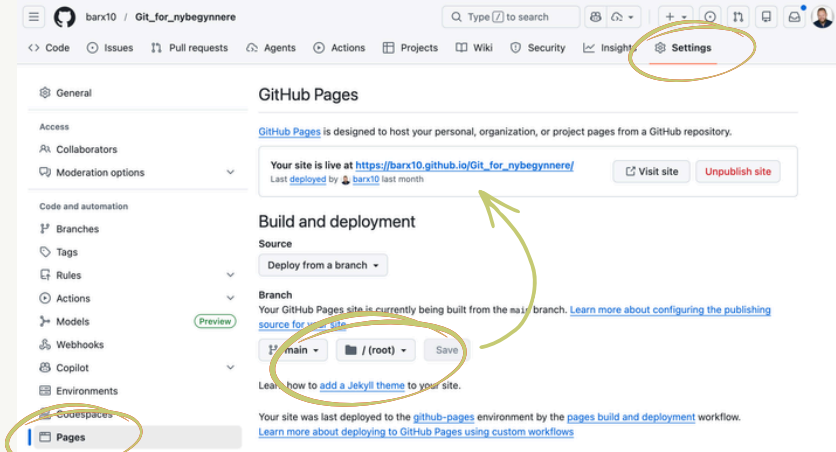 barx10 / Git_for_nybegynnere
Type / to search
Code Issues Pull requests Agents Actions Projects Wiki Security Insights Settings
General
Access
Collaborators
Moderation options
Code and automation
Branches
Tags
Rules
Actions
Models Preview
Webhooks
Copilot
Environments
Codespaces
Pages
GitHub Pages
GitHub Pages is designed to host your personal, organization, or project pages from a GitHub repository.
Your site is live at https://barx10.github.io/Git_for_nybegynnere/
Last deployed by barx10 last month
Visit site
Unpublish site
Build and deployment
Source
Deploy from a branch
Branch
Your GitHub Pages site is currently being built from the main branch. Learn more about configuring the publishing
source for your site.
main / (root) Save
Learn how to add a Jekyll theme to your site.
Your site was last deployed to the github-pages environment by the pages build and deployment workflow.
Learn more about deploying to GitHub Pages using custom workflows